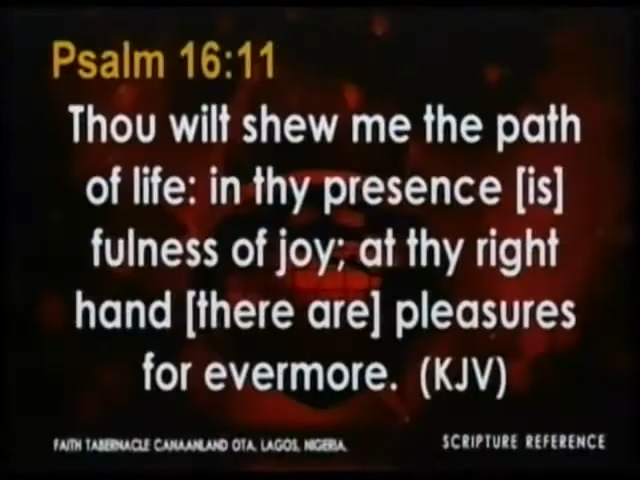 Psalm 16:11
Thou wilt shew me the path
of life: in thy presence [is]
fulness of joy; at thy right
hand [there are] pleasures
for evermore. (KJV)
FAITH TABERNACLE CANAANLAND OTA, LAGOS, NIGERIA.
SCRIPTURE REFERENCE